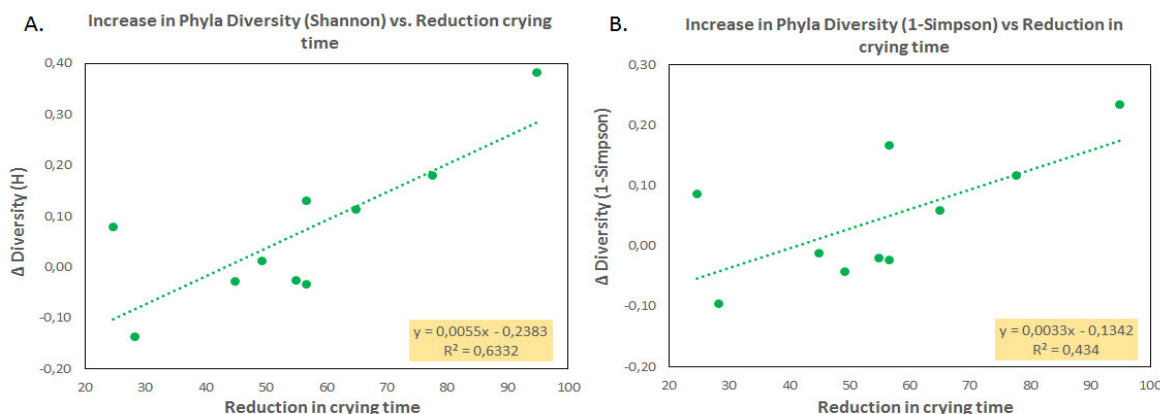 A.
Increase in Phyla Diversity (Shannon) vs. Reduction crying
time
0,40
0,30
0,20
0,10
0,00
-0,10
-0,20
Δ Diversity (H)
y = 0,0055x - 0,2383
R² = 0,6332
20 30 40 50 60 70 80 90 100
Reduction in crying time
B.
Increase in Phyla Diversity (1-Simpson) vs Reduction in
crying time
0,30
0,20
0,10
0,00
-0,10
-0,20
Δ Diversity (1-Simpson)
y = 0,0033x - 0,1342
R² = 0,434
20 30 40 50 60 70 80 90 100
Reduction in crying time